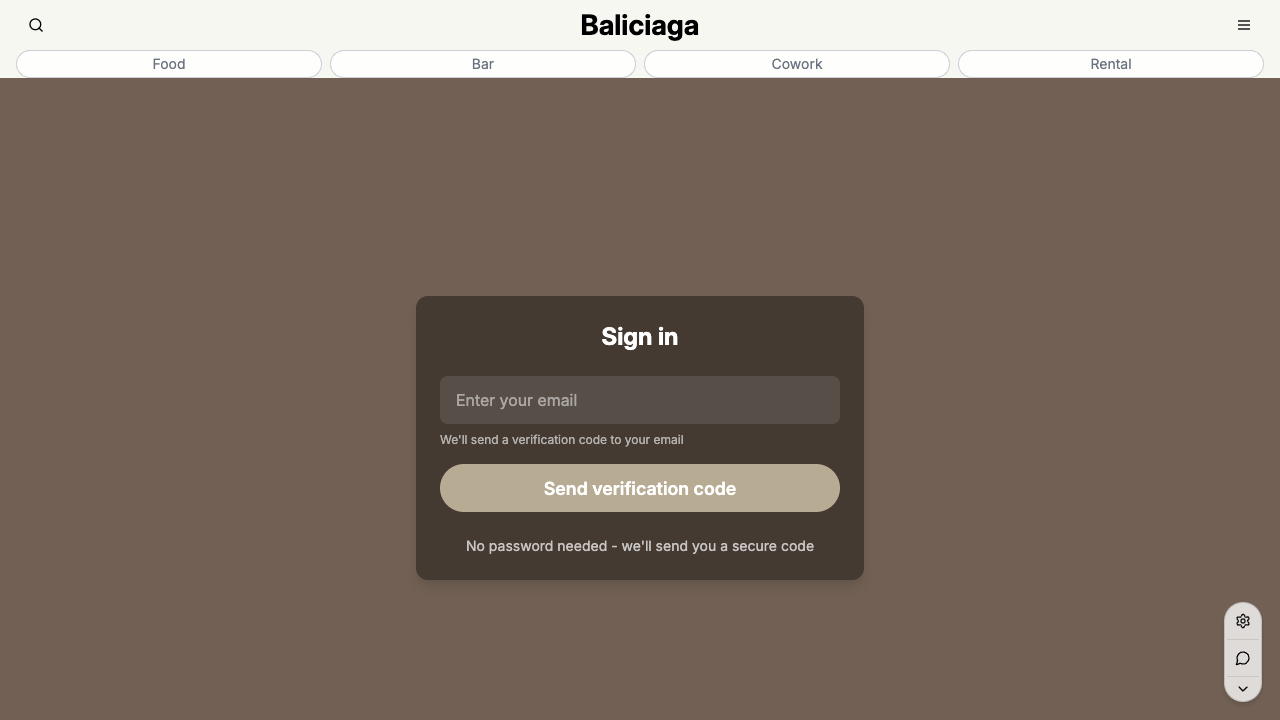 Baliciaga
Food
Bar
Cowork
Rental
Sign in
Enter your email
We'll send a verification code to your email
Send verification code
No password needed - we'll send you a secure code